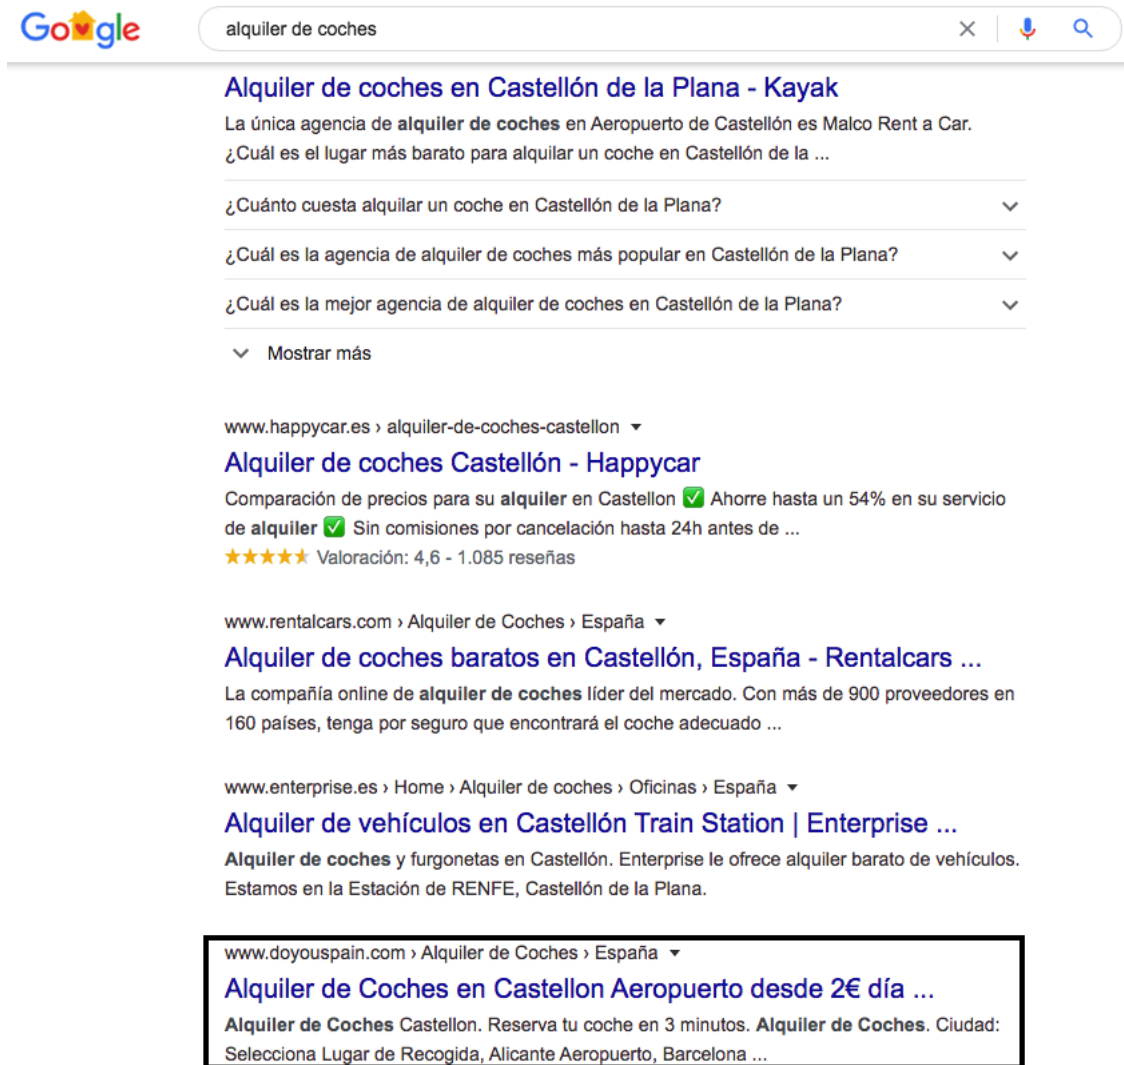 Google
alquiler de coches
Alquiler de coches en Castellón de la Plana - Kayak
La única agencia de alquiler de coches en Aeropuerto de Castellón es Malco Rent a Car.
¿Cuál es el lugar más barato para alquilar un coche en Castellón de la ...
¿Cuánto cuesta alquilar un coche en Castellón de la Plana?
¿Cuál es la agencia de alquiler de coches más popular en Castellón de la Plana?
¿Cuál es la mejor agencia de alquiler de coches en Castellón de la Plana?
Mostrar más
www.happycar.es › alquiler-de-coches-castellon
Alquiler de coches Castellón - Happycar
Comparación de precios para su alquiler en Castellon ✅ Ahorre hasta un 54% en su servicio
de alquiler ✅ Sin comisiones por cancelación hasta 24h antes de ...
Valoración: 4,6 - 1.085 reseñas
www.rentalcars.com › Alquiler de Coches › España
Alquiler de coches baratos en Castellón, España - Rentalcars ...
La compañía online de alquiler de coches líder del mercado. Con más de 900 proveedores en
160 países, tenga por seguro que encontrará el coche adecuado ...
www.enterprise.es › Home › Alquiler de coches › Oficinas › España
Alquiler de vehículos en Castellón Train Station | Enterprise ...
Alquiler de coches y furgonetas en Castellón. Enterprise le ofrece alquiler barato de vehículos.
Estamos en la Estación de RENFE, Castellón de la Plana.
www.doyouspain.com › Alquiler de Coches › España
Alquiler de Coches en Castellon Aeropuerto desde 2€ día ...
Alquiler de Coches Castellon. Reserva tu coche en 3 minutos. Alquiler de Coches. Ciudad:
Selecciona Lugar de Recogida, Alicante Aeropuerto, Barcelona ...